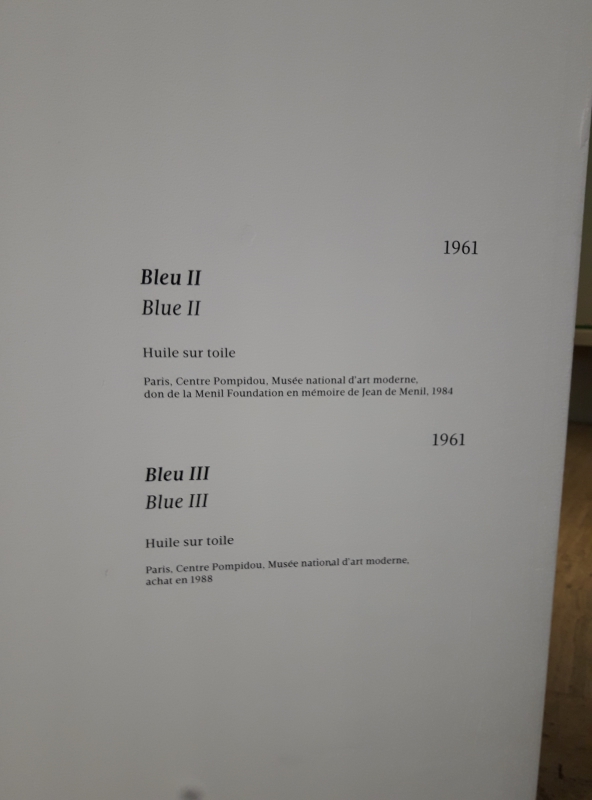 1961
Bleu II
Blue II
Huile sur toile
Paris, Centre Pompidou, Musée national d'art moderne,
don de la Menil Foundation en mémoire de Jean de Menil, 1984
1961
Bleu III
Blue III
Huile sur toile
Paris, Centre Pompidou, Musée national d'art moderne,
achat en 1988